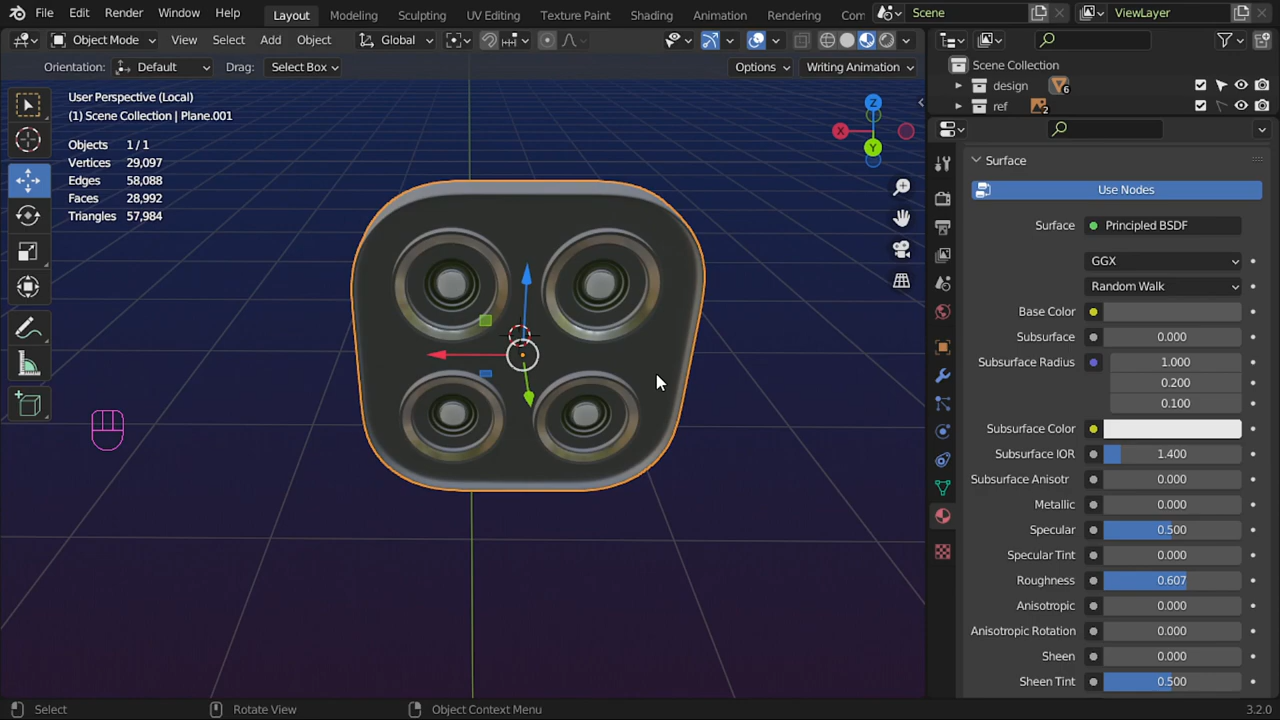 File Edit Render Window Help Layout Modeling Sculpting UV Editing Texture Paint Shading Animation Rendering Com Scene ViewLayer
Object Mode View Select Add Object Global
Orientation: Default Drag: Select Box Options Writing Animation
Scene Collection
design 6
ref 2
User Perspective (Local)
(1) Scene Collection | Plane.001
Objects 1 / 1
Vertices 29,097
Edges 58,088
Faces 28,992
Triangles 57,984
Z
X
Y
Surface
Use Nodes
Surface Principled BSDF
GGX
Random Walk
Base Color
Subsurface 0.000
Subsurface Radius 1.000
0.200
0.100
Subsurface Color
Subsurface IOR 1.400
Subsurface Anisotr 0.000
Metallic 0.000
Specular 0.500
Specular Tint 0.000
Roughness 0.607
Anisotropic 0.000
Anisotropic Rotation 0.000
Sheen 0.000
Sheen Tint 0.500
Select Rotate View Object Context Menu 3.2.0